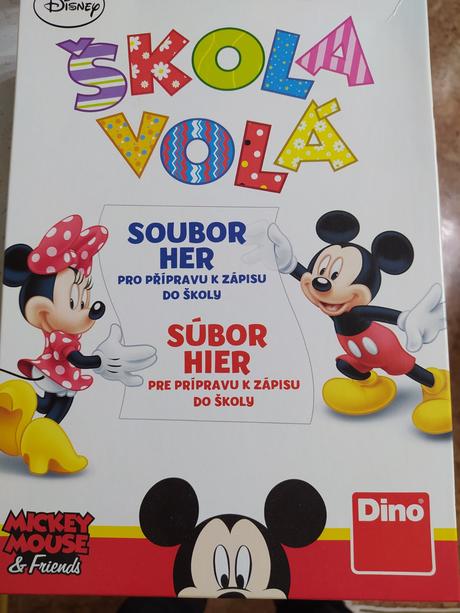 Disney
ŠKOLA
VOLÁ
SOUBOR
HER
PRO PŘÍPRAVU K ZÁPISU
DO ŠKOLY
SÚBOR
HIER
PRE PRÍPRAVU K ZÁPISU
DO ŠKOLY
MICKEY
MOUSE
& Friends
Dino